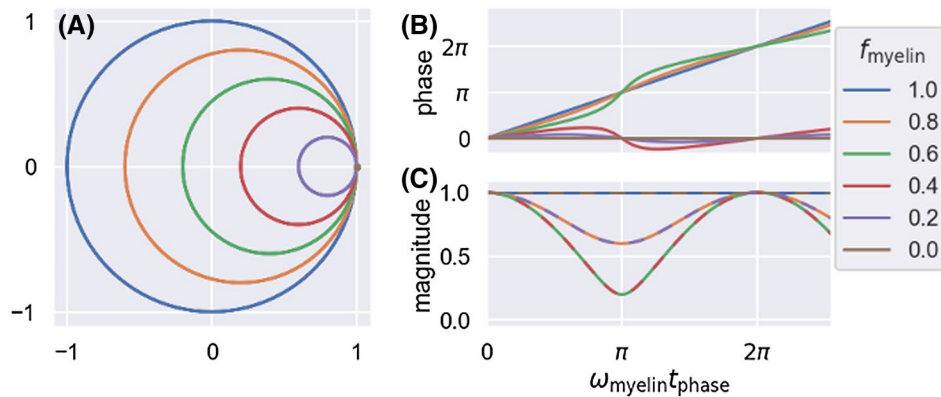 (A)
1
0
−1
−1
0
1
(B)
phase
2π
π
0
(C)
magnitude
1.0
0.5
0.0
0
π
2π
ω_myelin t_phase
f_myelin
1.0
0.8
0.6
0.4
0.2
0.0